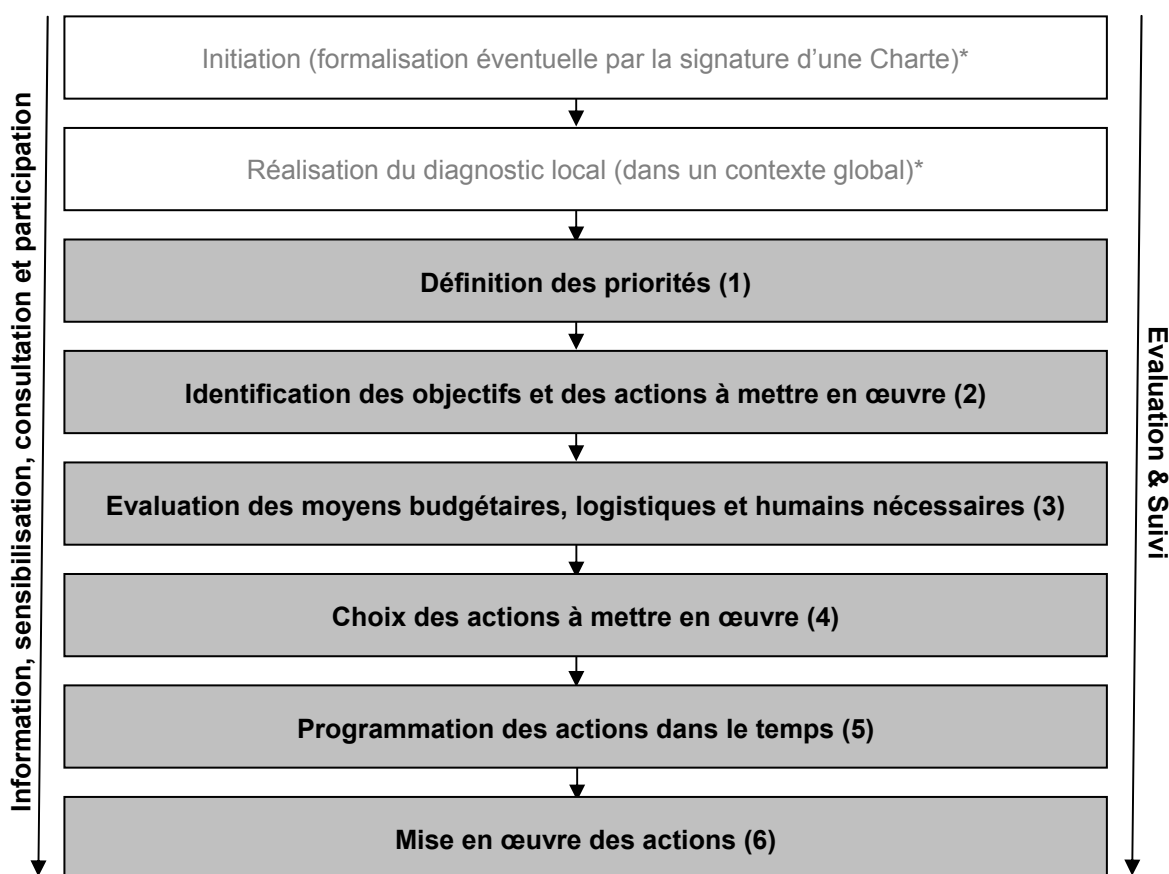 Initiation (formalisation éventuelle par la signature d’une Charte)*
Réalisation du diagnostic local (dans un contexte global)*
Définition des priorités (1)
Identification des objectifs et des actions à mettre en œuvre (2)
Evaluation des moyens budgétaires, logistiques et humains nécessaires (3)
Choix des actions à mettre en œuvre (4)
Programmation des actions dans le temps (5)
Mise en œuvre des actions (6)
Information, sensibilisation, consultation et participation
Evaluation & Suivi